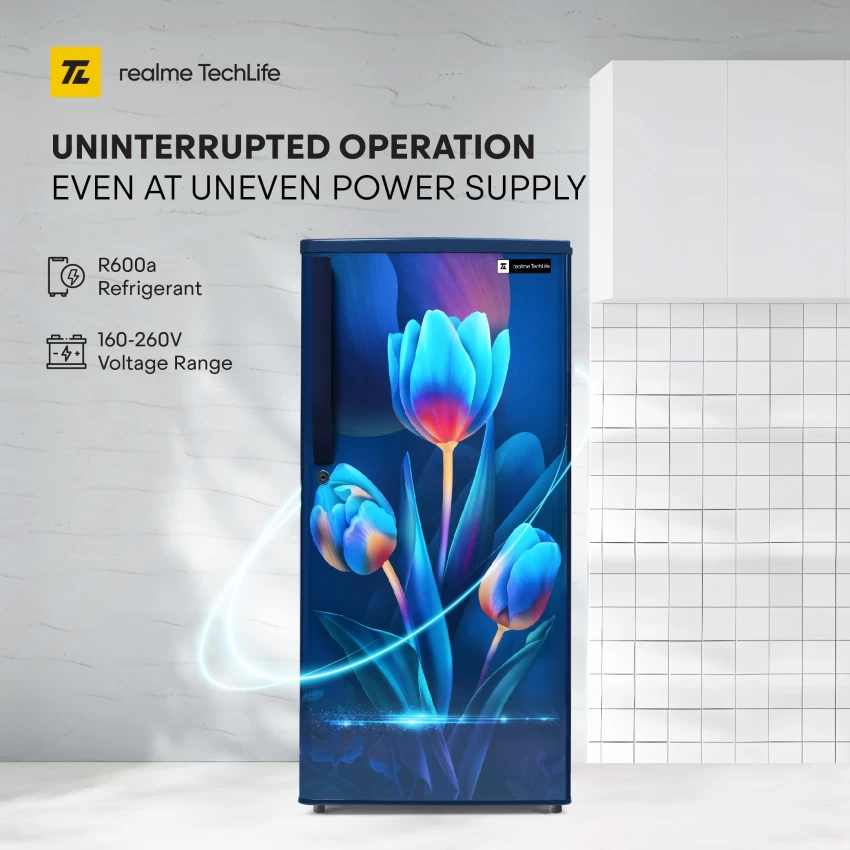 TL realme TechLife
UNINTERRUPTED OPERATION
EVEN AT UNEVEN POWER SUPPLY
R600a
Refrigerant
160-260V
Voltage Range
TL realme TechLife